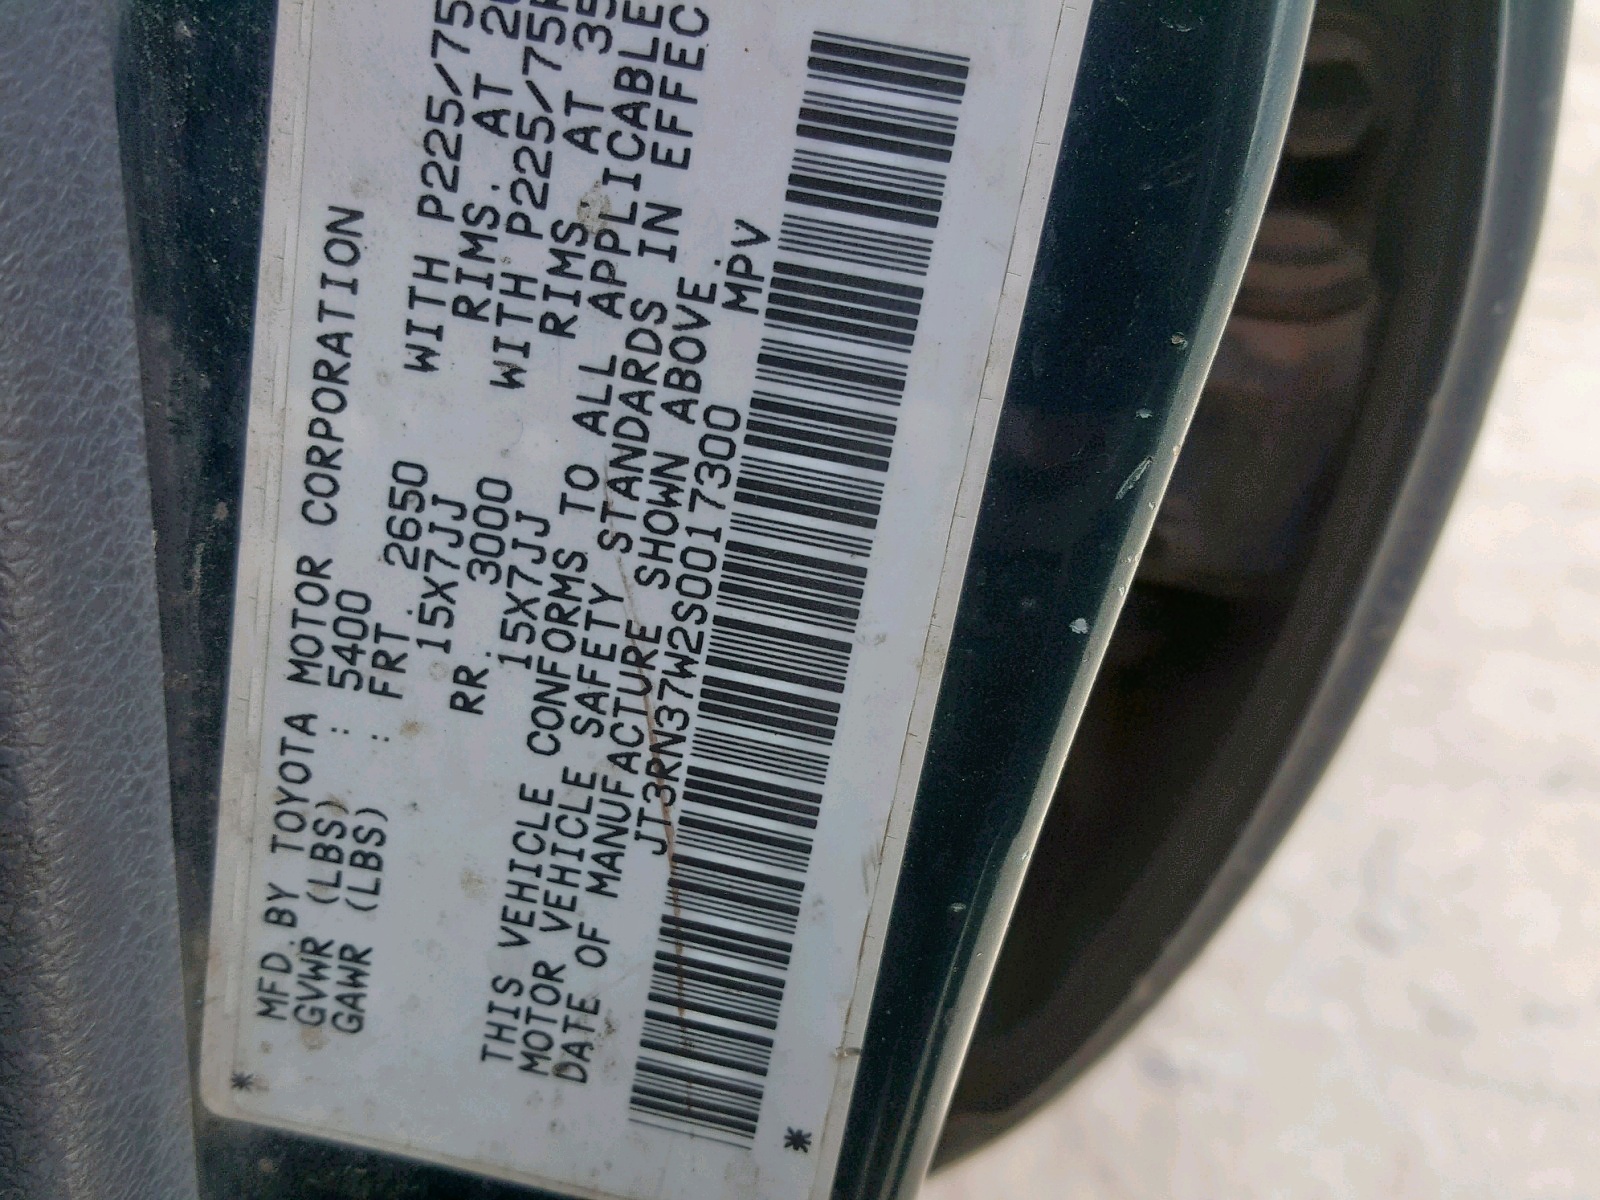 MFD. BY TOYOTA MOTOR CORPORATION
GVWR (LBS) : 5400
GAWR (LBS) : FRT. 2650 WITH P225/75
15X7JJ RIMS. AT
RR. 3000 WITH P225/75R
15X7JJ RIMS. AT 35
THIS VEHICLE CONFORMS TO ALL APPLICABLE
MOTOR VEHICLE SAFETY STANDARDS IN EFFEC
DATE OF MANUFACTURE SHOWN ABOVE.
JT3RN37W2S0017300 MPV